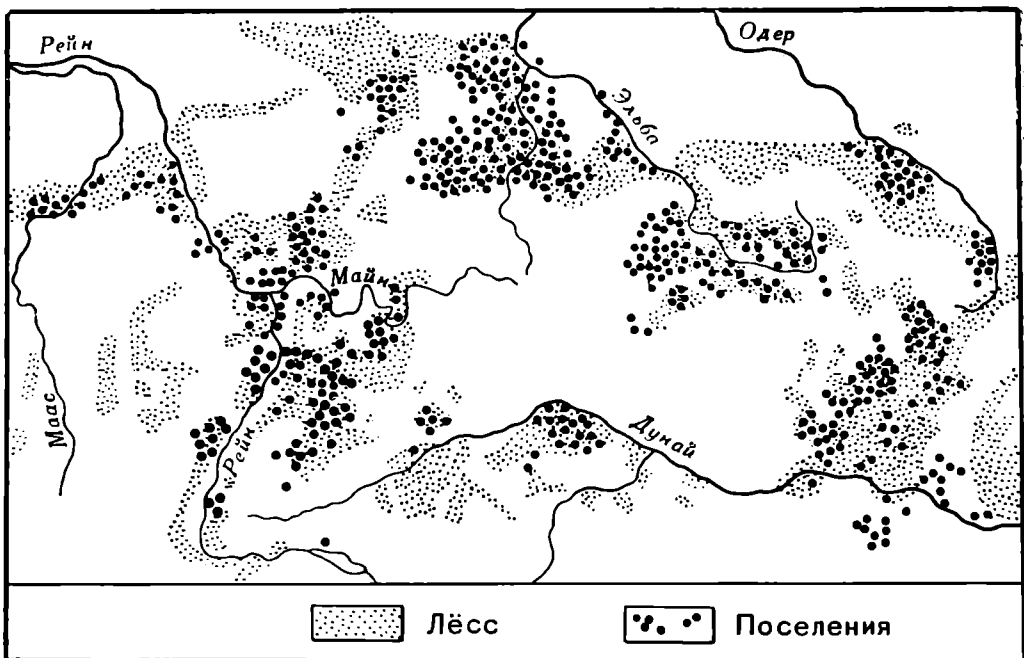 Рейн
Одер
Эльба
Майн
Маас
Рейн
Дунай
Лёсс
Поселения